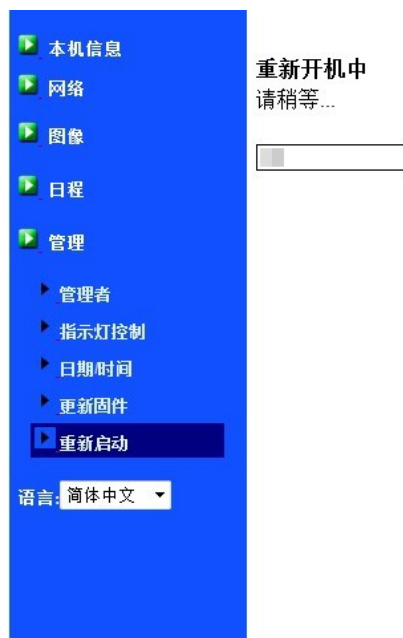 本机信息
网络
图像
日程
管理
管理者
指示灯控制
日期/时间
更新固件
重新启动
语言:简体中文
重新开机中
请稍等...